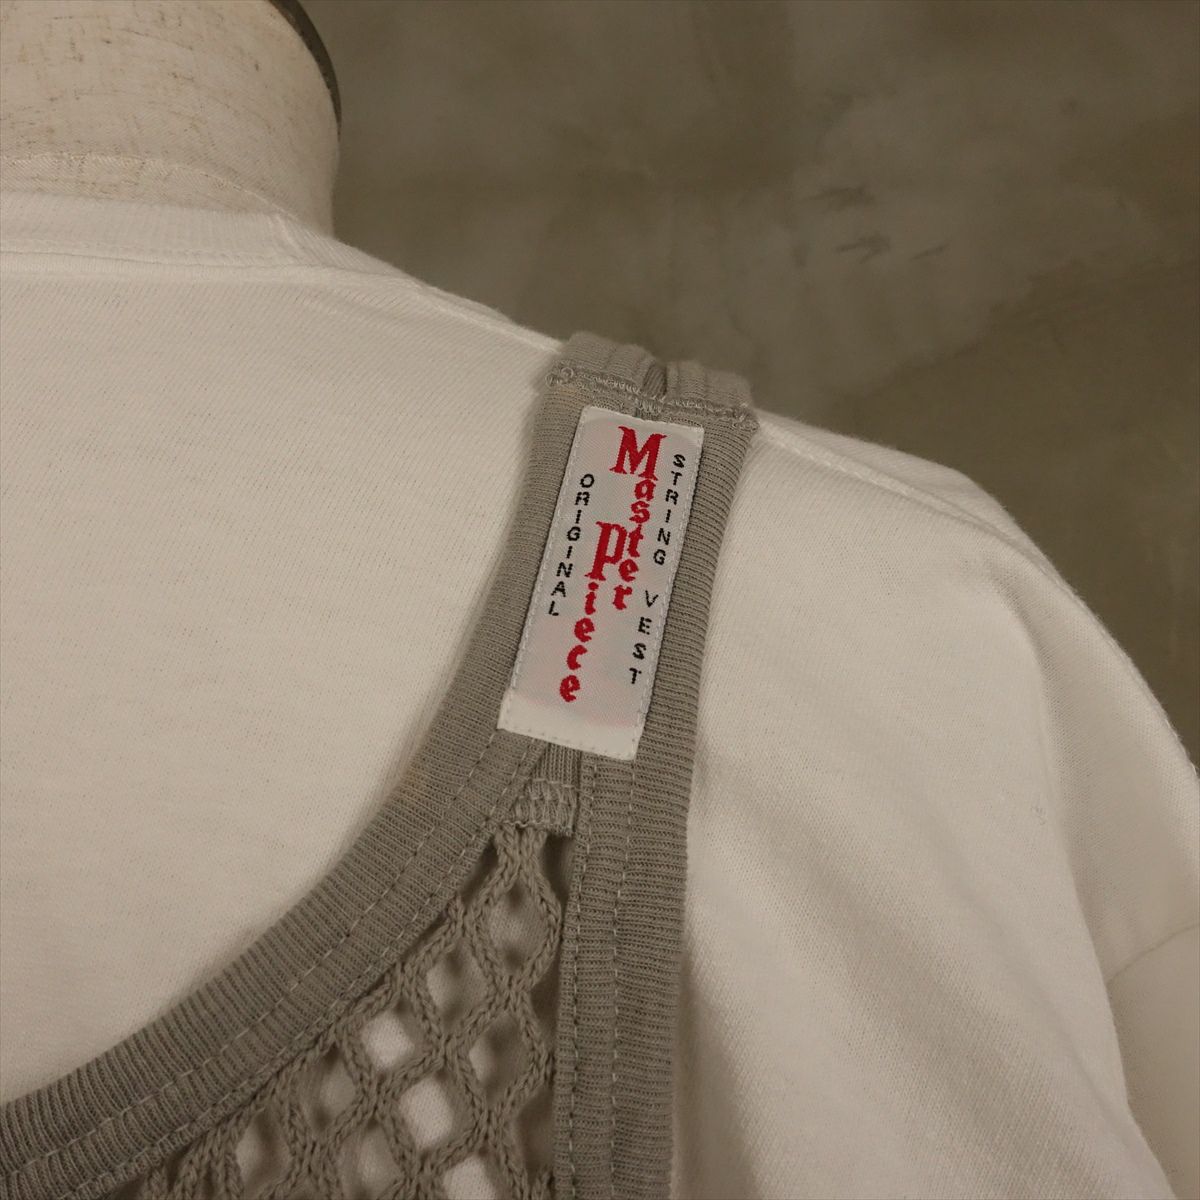 Master
Piece
ORIGINAL
STRING VEST